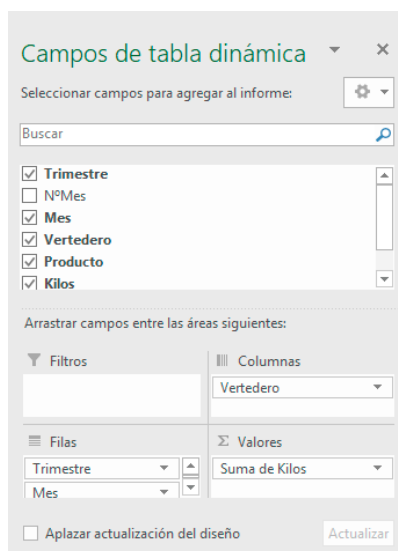 Campos de tabla dinámica
Seleccionar campos para agregar al informe:
Buscar
Trimestre
NºMes
Mes
Vertedero
Producto
Kilos
Arrastrar campos entre las áreas siguientes:
Filtros
Columnas
Vertedero
Filas
Σ Valores
Trimestre
Suma de Kilos
Mes
Aplazar actualización del diseño
Actualizar